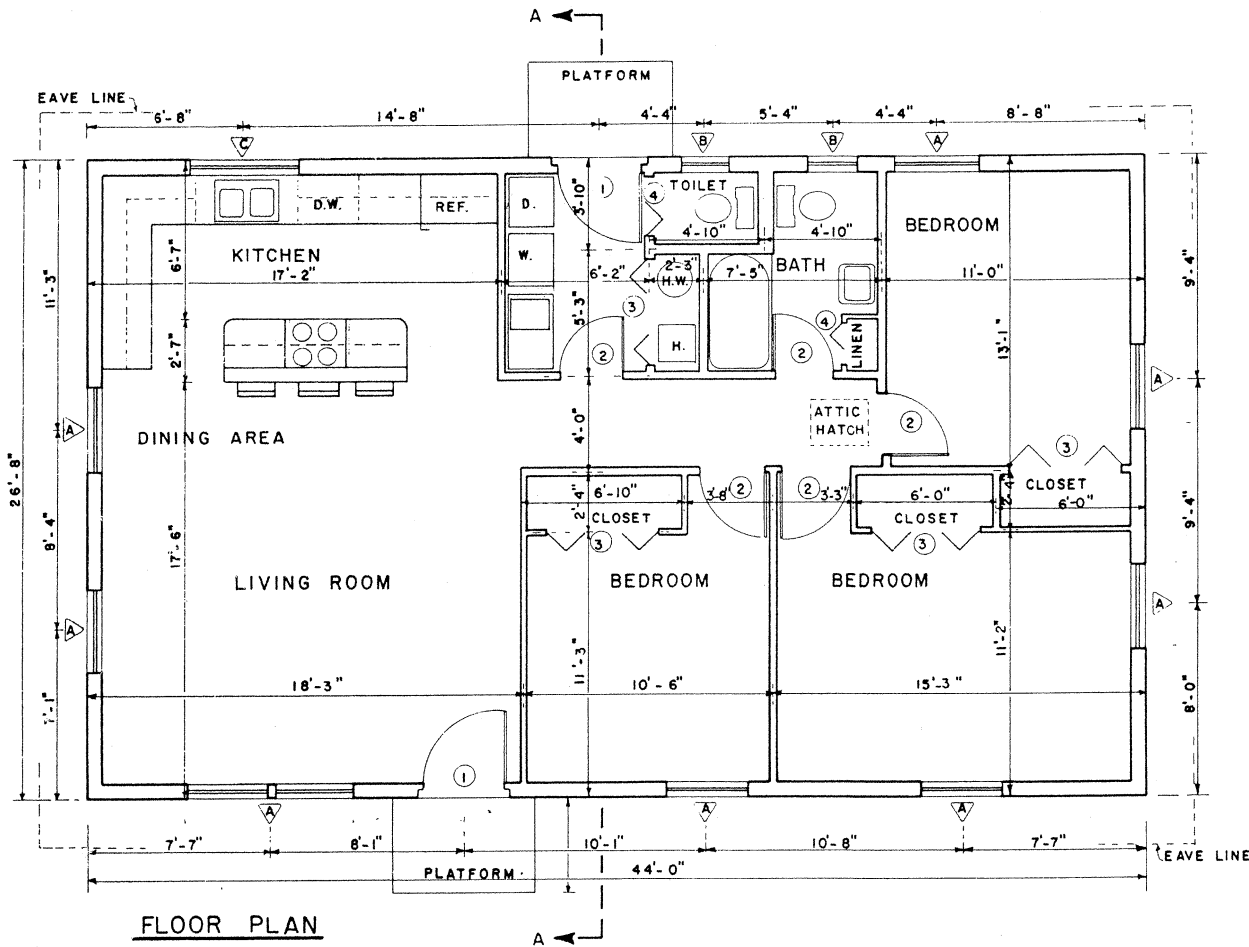 A
PLATFORM
EAVE LINE
6'-8" 14'-8" 4'-4" 5'-4" 4'-4" 8'-8"
C B B A
D.W. REF. D. 1 3'-10" 4 TOILET
4'-10" 4'-10"
BEDROOM
KITCHEN
17'-2"
6'-7"
W. 6'-2" 2'-3" 7'-5" BATH 11'-0"
H.W.
11'-3"
9'-4"
5'-3" 3 4 LINEN
2'-7"
2 H. 2 13'-1"
A
A
DINING AREA
4'-0"
ATTIC
HATCH
2
3
26'-8"
6'-10" 3'-8" 2 2 3'-3" 6'-0" 2'-4" CLOSET
6'-0"
2'-4" CLOSET CLOSET
3 3
8'-4"
17'-6"
9'-4"
LIVING ROOM BEDROOM BEDROOM
A
A
11'-3"
11'-2"
18'-3" 10'-6" 15'-3"
7'-1"
8'-0"
1
A A A
7'-7" 8'-1" 10'-1" 10'-8" 7'-7"
EAVE LINE
PLATFORM 44'-0"
FLOOR PLAN
A